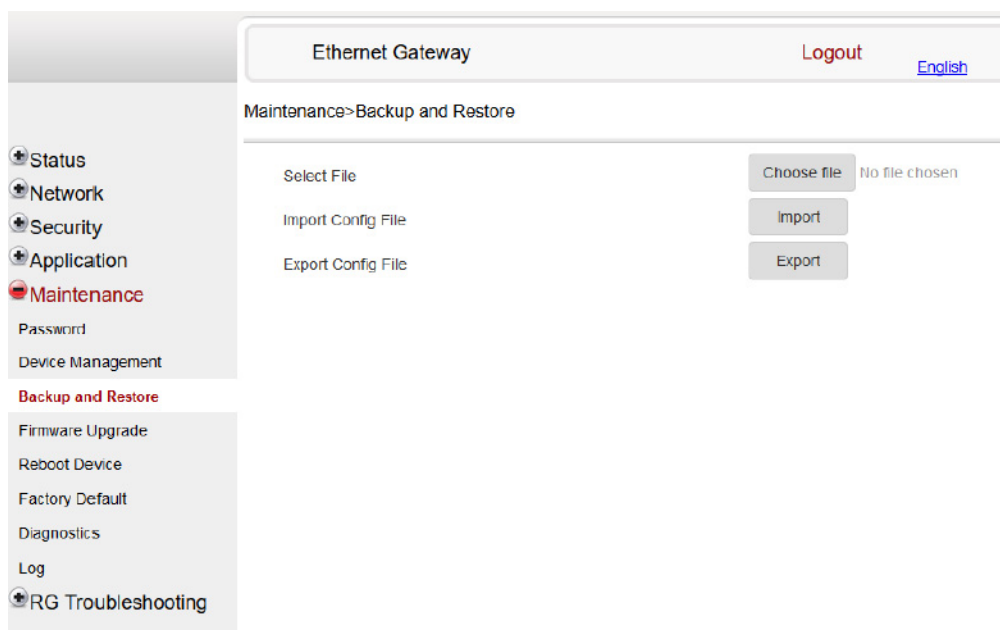 Ethernet Gateway
Logout
English
Maintenance>Backup and Restore
Status
Network
Security
Application
Maintenance
Password
Device Management
Backup and Restore
Firmware Upgrade
Reboot Device
Factory Default
Diagnostics
Log
RG Troubleshooting
Select File
Choose file No file chosen
Import Config File
Import
Export Config File
Export